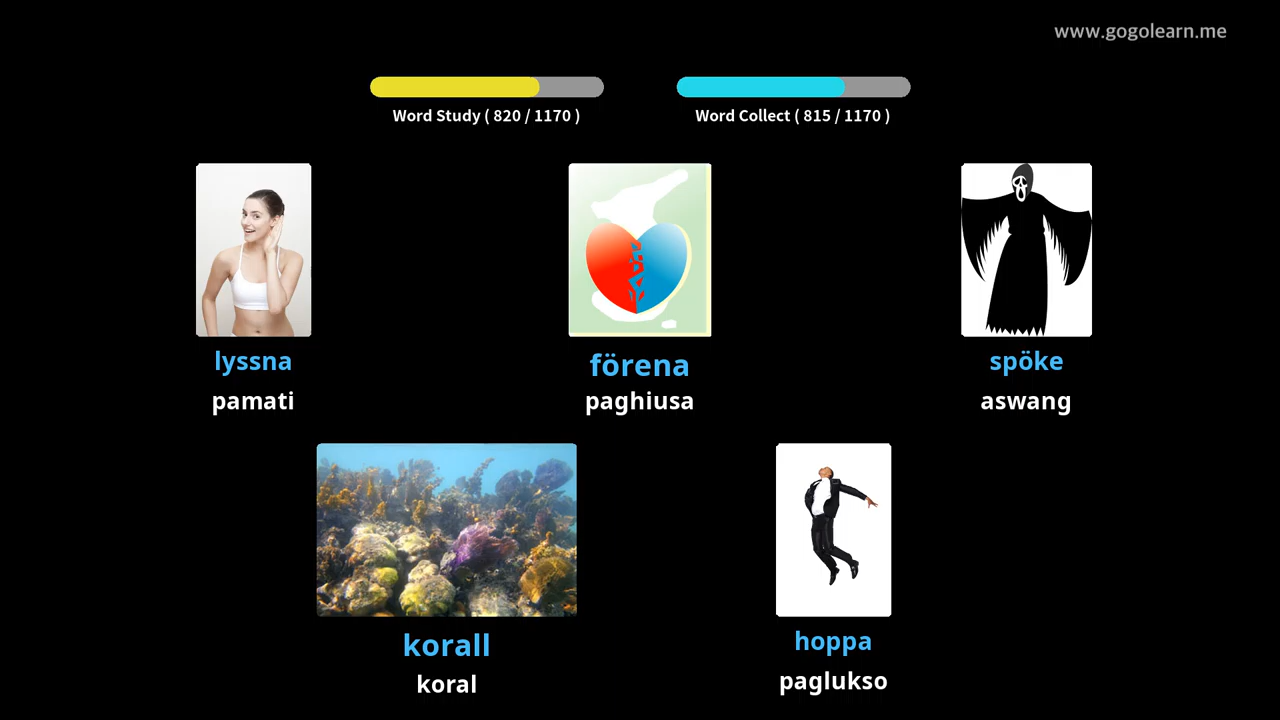 www.gogolearn.me
Word Study ( 820 / 1170 )
Word Collect ( 815 / 1170 )
lyssna
pamati
förena
paghiusa
spöke
aswang
korall
koral
hoppa
paglukso